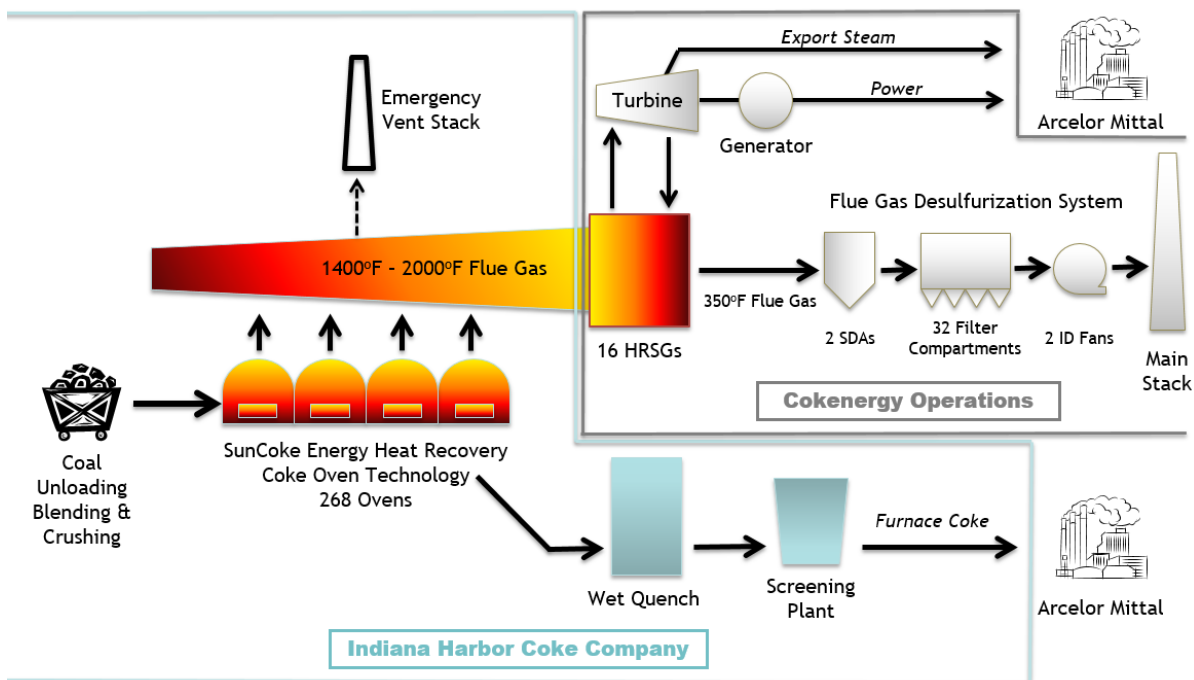 Export Steam
Turbine
Power
Generator
Arcelor Mittal
Emergency
Vent Stack
Flue Gas Desulfurization System
1400ºF - 2000ºF Flue Gas
350ºF Flue Gas
16 HRSGs
2 SDAs
32 Filter
Compartments
2 ID Fans
Main
Stack
Cokenergy Operations
Coal
Unloading
Blending &
Crushing
SunCoke Energy Heat Recovery
Coke Oven Technology
268 Ovens
Wet Quench
Screening
Plant
Furnace Coke
Arcelor Mittal
Indiana Harbor Coke Company